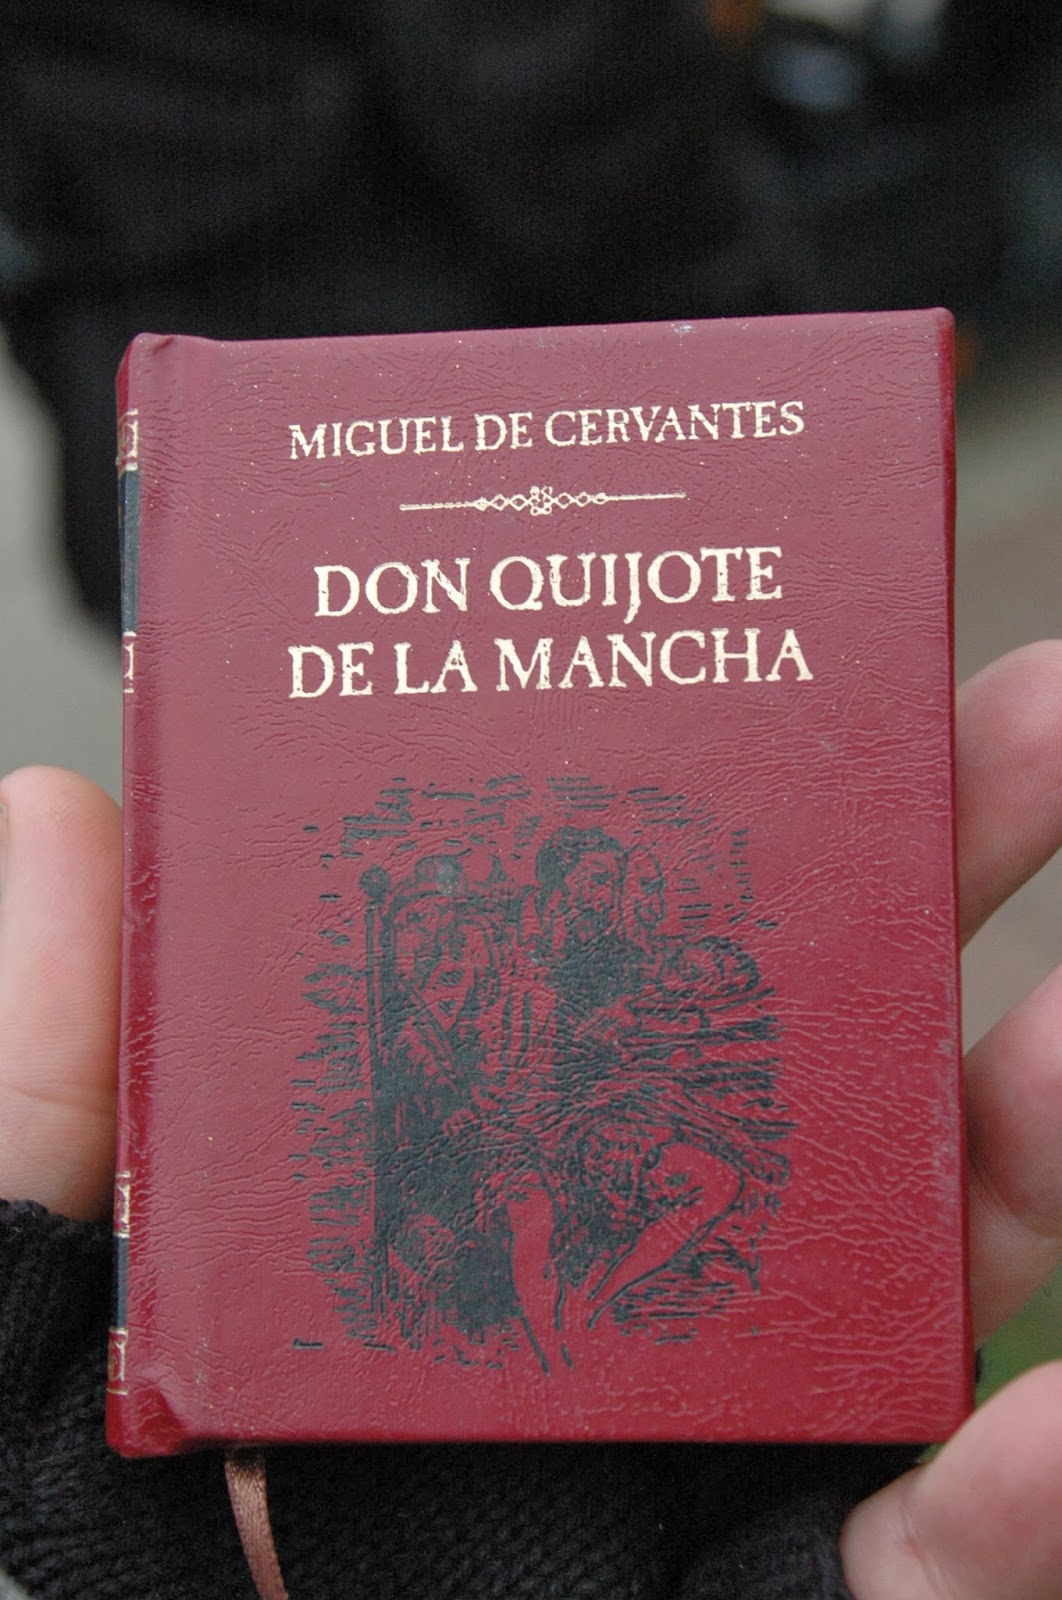 MIGUEL DE CERVANTES
DON QUIJOTE
DE LA MANCHA